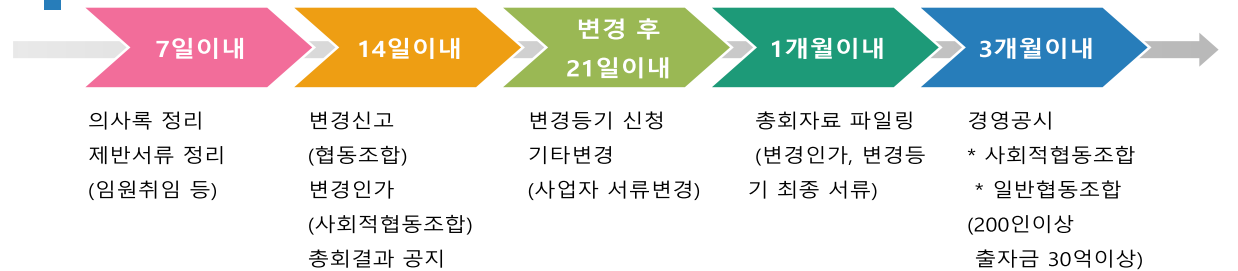 7일이내
의사록 정리
제반서류 정리
(임원취임 등)
14일이내
변경신고
(협동조합)
변경인가
(사회적협동조합)
총회결과 공지
변경 후
21일이내
변경등기 신청
기타변경
(사업자 서류변경)
1개월이내
총회자료 파일링
(변경인가, 변경등
기 최종 서류)
3개월이내
경영공시
* 사회적협동조합
* 일반협동조합
(200인이상
출자금 30억이상)